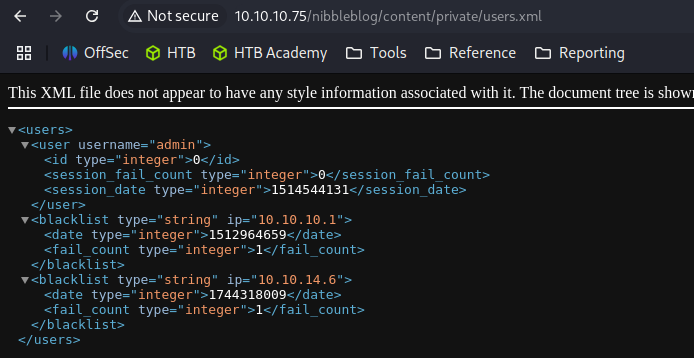 Not secure 10.10.10.75/nibbleblog/content/private/users.xml
OffSec HTB HTB Academy Tools Reference Reporting
This XML file does not appear to have any style information associated with it. The document tree is shown
<users>
<user username="admin">
<id type="integer">0</id>
<session_fail_count type="integer">0</session_fail_count>
<session_date type="integer">1514544131</session_date>
</user>
<blacklist type="string" ip="10.10.10.1">
<date type="integer">1512964659</date>
<fail_count type="integer">1</fail_count>
</blacklist>
<blacklist type="string" ip="10.10.14.6">
<date type="integer">1744318009</date>
<fail_count type="integer">1</fail_count>
</blacklist>
</users>